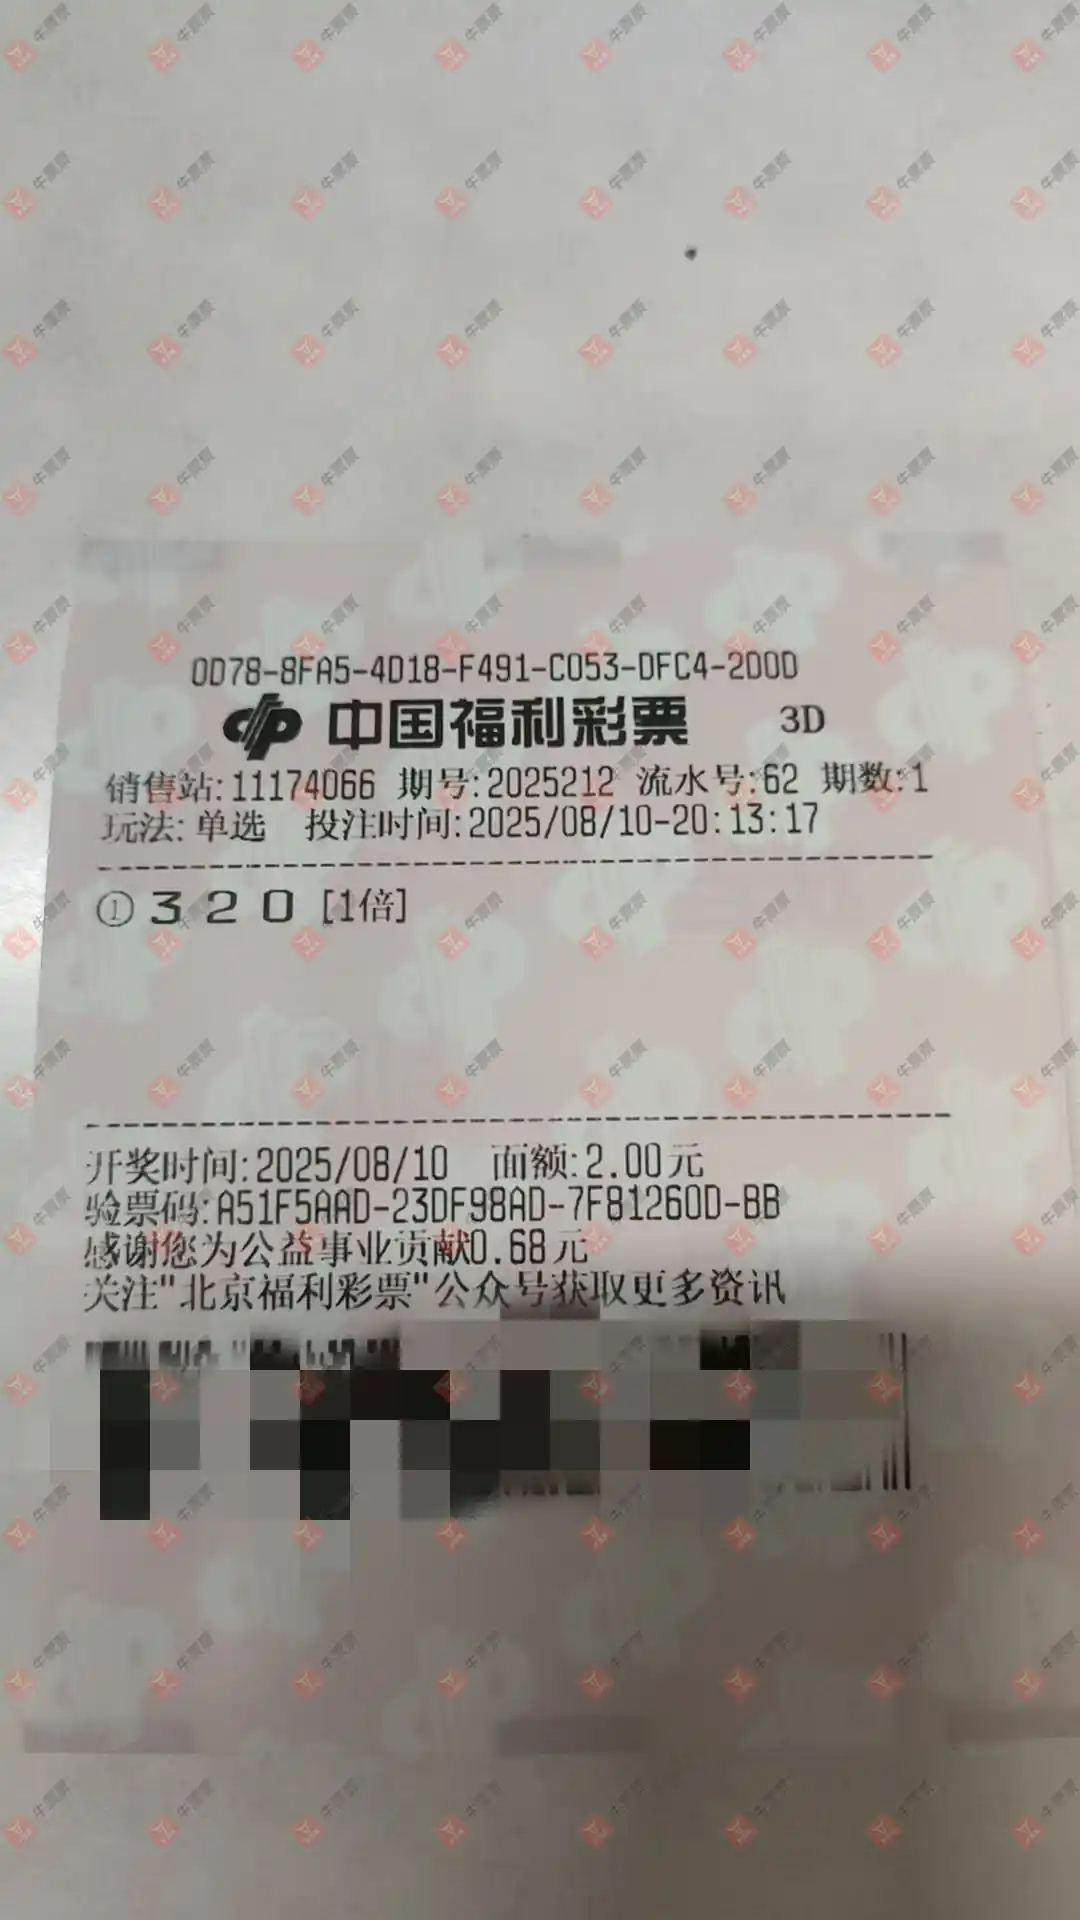 0D78-8FA5-4D18-F491-C053-DFC4-2D0D
中国福利彩票 3D
销售站:11174066 期号:2025212 流水号:62 期数:1
玩法:单选 投注时间:2025/08/10-20:13:17
① 3 2 0 [1倍]
开奖时间:2025/08/10 面额:2.00元
验票码:A51F5AAD-23DF98AD-7FB1260D-BB
感谢您为公益事业贡献0.68元
关注"北京福利彩票"公众号获取更多资讯
牛票票